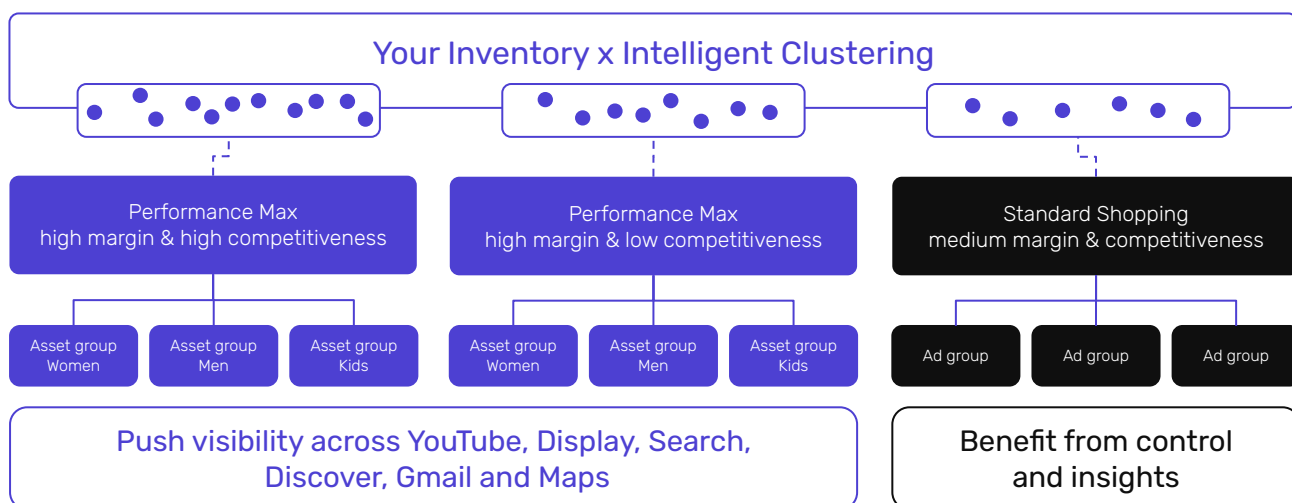 Your Inventory x Intelligent Clustering
Performance Max
high margin & high competitiveness
Performance Max
high margin & low competitiveness
Standard Shopping
medium margin & competitiveness
Asset group
Women
Asset group
Men
Asset group
Kids
Asset group
Women
Asset group
Men
Asset group
Kids
Ad group
Ad group
Ad group
Push visibility across YouTube, Display, Search,
Discover, Gmail and Maps
Benefit from control
and insights